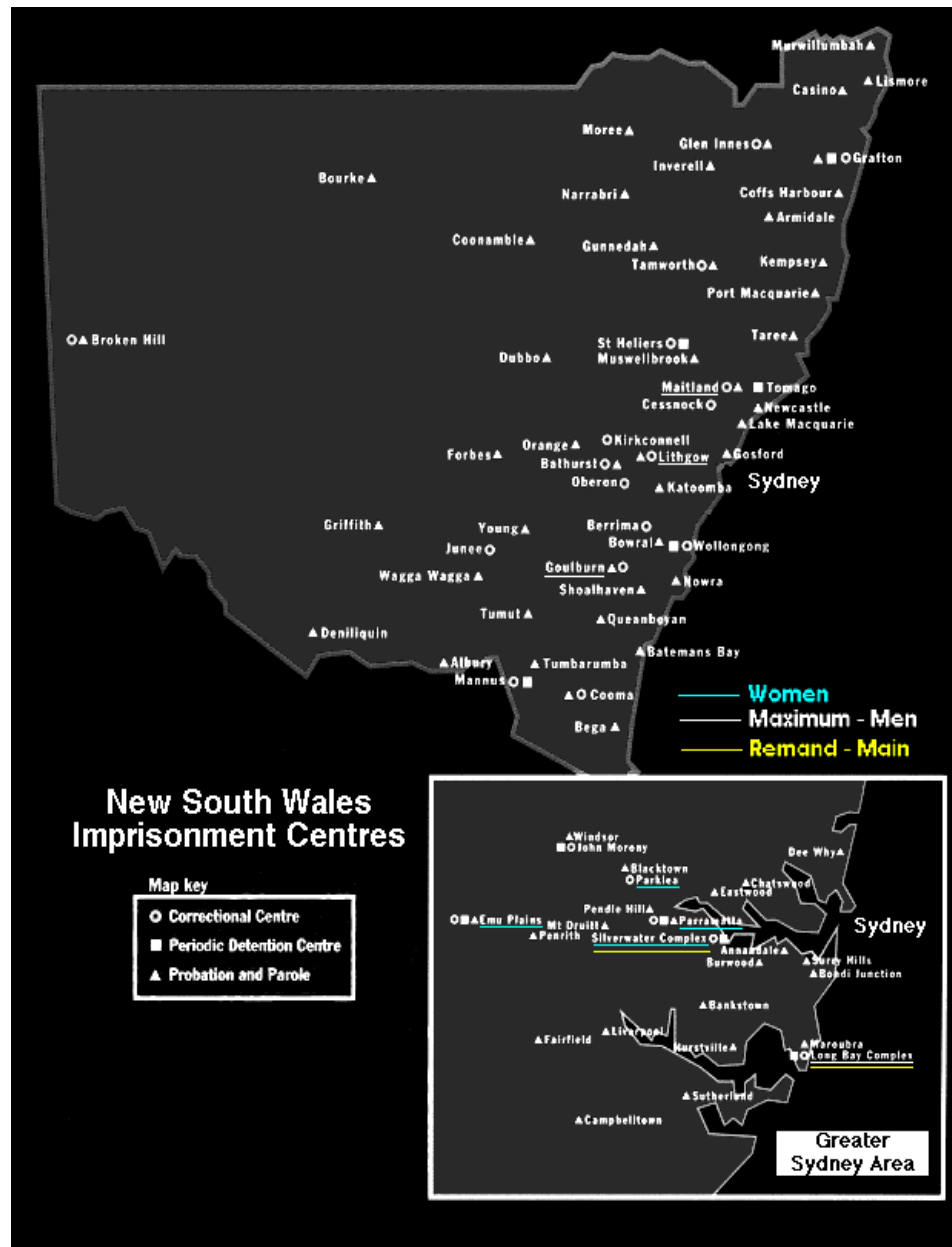 Murwillumbah
Lismore
Casino
Moree
Glen Innes
Grafton
Inverell
Bourke
Narrabri
Coffs Harbour
Armidale
Coonamble
Gunnedah
Tamworth
Kempsey
Port Macquarie
Taree
Broken Hill
St Heliers
Dubbo
Muswellbrook
Maitland
Tomago
Cessnock
Newcastle
Lake Macquarie
Kirkconnell
Orange
Forbes
Lithgow
Gosford
Bathurst
Oberon
Katoomba
Sydney
Griffith
Young
Berrima
Bowral
Wollongong
Junee
Goulburn
Wagga Wagga
Nowra
Shoalhaven
Tumut
Queanbeyan
Deniliquin
Batemans Bay
Albury
Tumbarumba
Mannus
Cooma
Bega
Women
Maximum - Men
Remand - Main
New South Wales
Imprisonment Centres
Map key
Correctional Centre
Periodic Detention Centre
Probation and Parole
Windsor
John Morony
Dee Why
Blacktown
Parklea
Chatswood
Eastwood
Pendle Hill
Emu Plains
Mt Druitt
Parramatta
Sydney
Penrith
Silverwater Complex
Annandale
Burwood
Surry Hills
Bondi Junction
Bankstown
Liverpool
Fairfield
Hurstville
Maroubra
Long Bay Complex
Sutherland
Campbelltown
Greater
Sydney Area